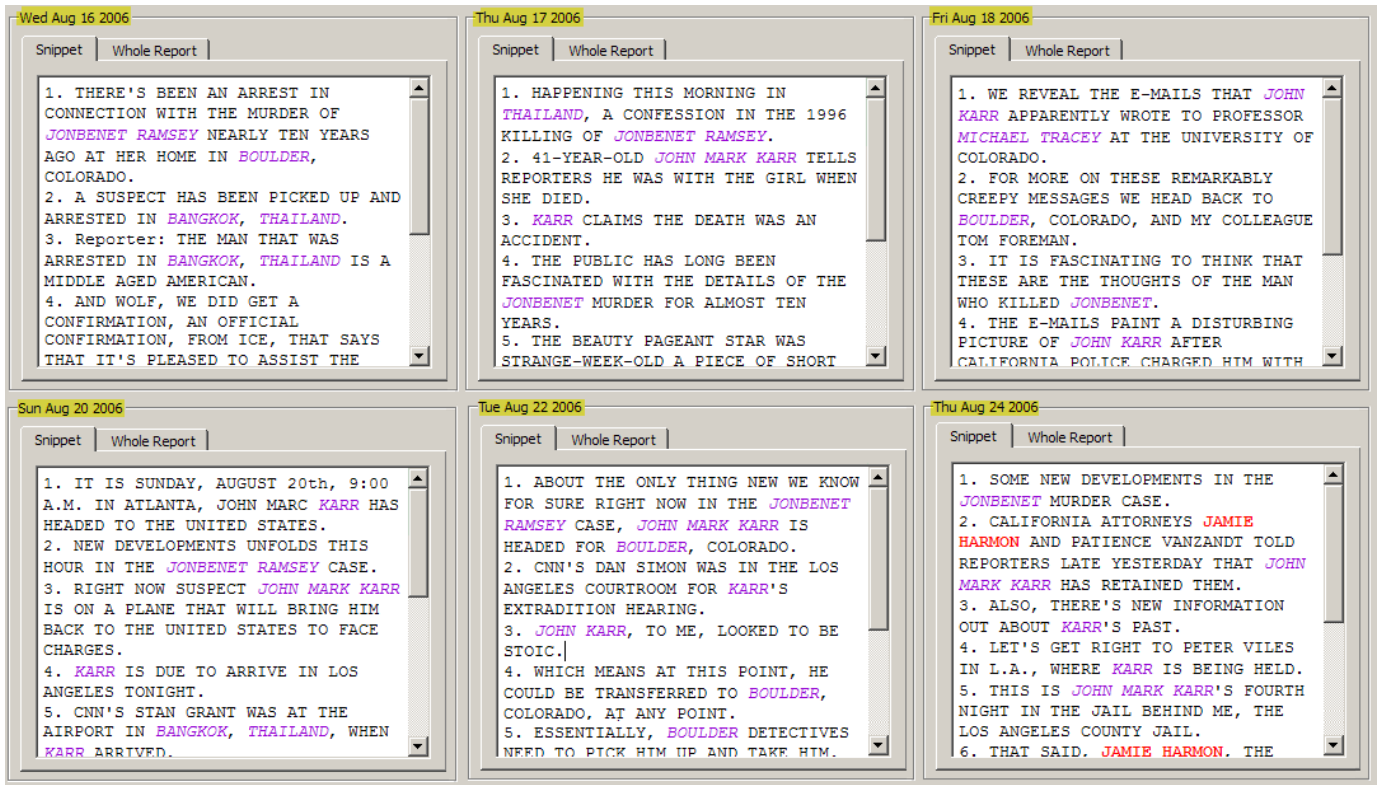 Wed Aug 16 2006
Snippet
Whole Report
1. THERE'S BEEN AN ARREST IN
CONNECTION WITH THE MURDER OF
JONBENET RAMSEY NEARLY TEN YEARS
AGO AT HER HOME IN BOULDER,
COLORADO.
2. A SUSPECT HAS BEEN PICKED UP AND
ARRESTED IN BANGKOK, THAILAND.
3. Reporter: THE MAN THAT WAS
ARRESTED IN BANGKOK, THAILAND IS A
MIDDLE AGED AMERICAN.
4. AND WOLF, WE DID GET A
CONFIRMATION, AN OFFICIAL
CONFIRMATION, FROM ICE, THAT SAYS
THAT IT'S PLEASED TO ASSIST THE
Thu Aug 17 2006
Snippet
Whole Report
1. HAPPENING THIS MORNING IN
THAILAND, A CONFESSION IN THE 1996
KILLING OF JONBENET RAMSEY.
2. 41-YEAR-OLD JOHN MARK KARR TELLS
REPORTERS HE WAS WITH THE GIRL WHEN
SHE DIED.
3. KARR CLAIMS THE DEATH WAS AN
ACCIDENT.
4. THE PUBLIC HAS LONG BEEN
FASCINATED WITH THE DETAILS OF THE
JONBENET MURDER FOR ALMOST TEN
YEARS.
5. THE BEAUTY PAGEANT STAR WAS
STRANGE-WEEK-OLD A PIECE OF SHORT
Fri Aug 18 2006
Snippet
Whole Report
1. WE REVEAL THE E-MAILS THAT JOHN
KARR APPARENTLY WROTE TO PROFESSOR
MICHAEL TRACEY AT THE UNIVERSITY OF
COLORADO.
2. FOR MORE ON THESE REMARKABLY
CREEPY MESSAGES WE HEAD BACK TO
BOULDER, COLORADO, AND MY COLLEAGUE
TOM FOREMAN.
3. IT IS FASCINATING TO THINK THAT
THESE ARE THE THOUGHTS OF THE MAN
WHO KILLED JONBENET.
4. THE E-MAILS PAINT A DISTURBING
PICTURE OF JOHN KARR AFTER
CALIFORNIA POLICE CHARGED HIM WITH
Sun Aug 20 2006
Snippet
Whole Report
1. IT IS SUNDAY, AUGUST 20th, 9:00
A.M. IN ATLANTA, JOHN MARC KARR HAS
HEADED TO THE UNITED STATES.
2. NEW DEVELOPMENTS UNFOLDS THIS
HOUR IN THE JONBENET RAMSEY CASE.
3. RIGHT NOW SUSPECT JOHN MARK KARR
IS ON A PLANE THAT WILL BRING HIM
BACK TO THE UNITED STATES TO FACE
CHARGES.
4. KARR IS DUE TO ARRIVE IN LOS
ANGELES TONIGHT.
5. CNN'S STAN GRANT WAS AT THE
AIRPORT IN BANGKOK, THAILAND, WHEN
KARR ARRIVED.
Tue Aug 22 2006
Snippet
Whole Report
1. ABOUT THE ONLY THING NEW WE KNOW
FOR SURE RIGHT NOW IN THE JONBENET
RAMSEY CASE, JOHN MARK KARR IS
HEADED FOR BOULDER, COLORADO.
2. CNN'S DAN SIMON WAS IN THE LOS
ANGELES COURTROOM FOR KARR'S
EXTRADITION HEARING.
3. JOHN KARR, TO ME, LOOKED TO BE
STOIC.
4. WHICH MEANS AT THIS POINT, HE
COULD BE TRANSFERRED TO BOULDER,
COLORADO, AT ANY POINT.
5. ESSENTIALLY, BOULDER DETECTIVES
NEED TO PICK HIM UP AND TAKE HIM.
Thu Aug 24 2006
Snippet
Whole Report
1. SOME NEW DEVELOPMENTS IN THE
JONBENET MURDER CASE.
2. CALIFORNIA ATTORNEYS JAMIE
HARMON AND PATIENCE VANZANDT TOLD
REPORTERS LATE YESTERDAY THAT JOHN
MARK KARR HAS RETAINED THEM.
3. ALSO, THERE'S NEW INFORMATION
OUT ABOUT KARR'S PAST.
4. LET'S GET RIGHT TO PETER VILES
IN L.A., WHERE KARR IS BEING HELD.
5. THIS IS JOHN MARK KARR'S FOURTH
NIGHT IN THE JAIL BEHIND ME, THE
LOS ANGELES COUNTY JAIL.
6. THAT SAID, JAMIE HARMON, THE